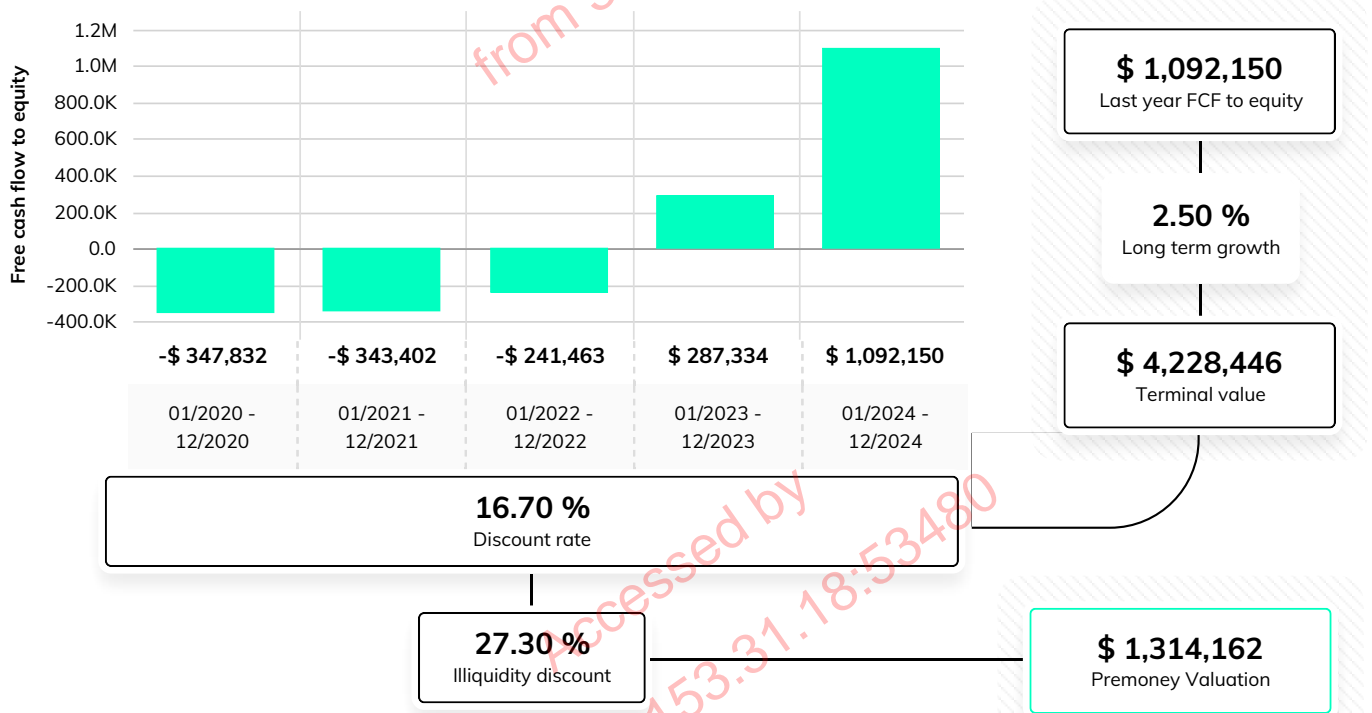 from
Free cash flow to equity
1.2M
1.0M
800.0K
600.0K
400.0K
200.0K
0.0
-200.0K
-400.0K
-$ 347,832
-$ 343,402
-$ 241,463
$ 287,334
$ 1,092,150
01/2020 -
12/2020
01/2021 -
12/2021
01/2022 -
12/2022
01/2023 -
12/2023
01/2024 -
12/2024
$ 1,092,150
Last year FCF to equity
2.50 %
Long term growth
$ 4,228,446
Terminal value
16.70 %
Discount rate
27.30 %
Illiquidity discount
$ 1,314,162
Premoney Valuation
Accessed by
153.31.18:53480